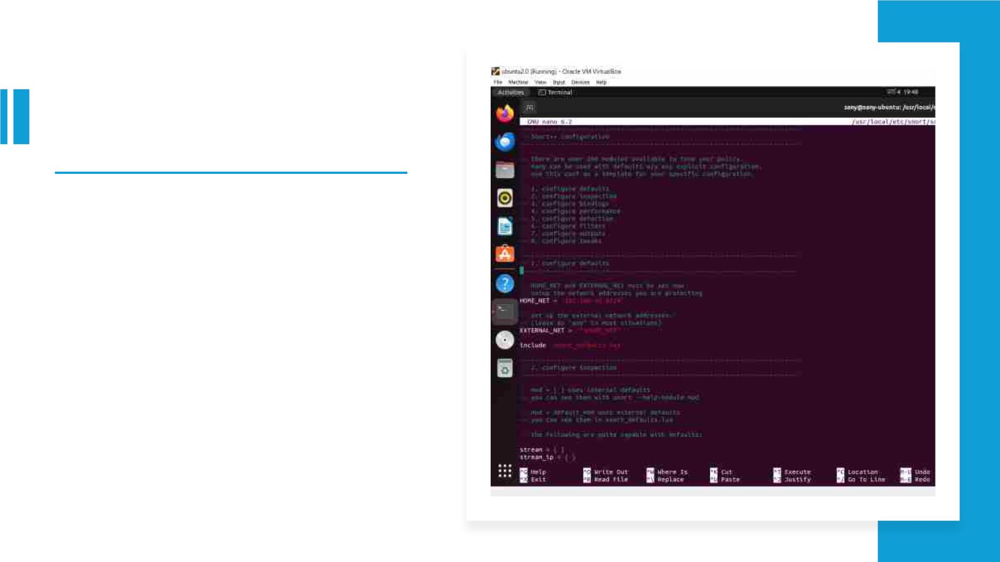 ubuntu2.0 [Running] - Oracle VM VirtualBox
File Machine View Input Devices Help
Activities Terminal 19:48
sany@sany-ubuntu: /usr/local/e
GNU nano 6.2 /usr/local/etc/snort/s
Snort++ configuration
there are over 200 modules available to tune your policy.
many can be used with defaults w/o any explicit configuration.
use this conf as a template for your specific configuration.
1. configure defaults
2. configure inspection
3. configure bindings
4. configure performance
5. configure detection
6. configure filters
7. configure outputs
8. configure tweaks
1. configure defaults
HOME_NET and EXTERNAL_NET must be set now
setup the network addresses you are protecting
HOME_NET =
set up the external network addresses.
(leave as "any" in most situations)
EXTERNAL_NET =
include snort_defaults.lua
2. configure inspection
mod = { } uses internal defaults
you can see them with snort --help-module mod
mod = default_mod uses external defaults
you can see them in snort_defaults.lua
the following are quite capable with defaults:
stream = { }
stream_ip = { }
^G Help ^O Write Out ^W Where Is ^K Cut ^T Execute ^C Location M-U Undo
^X Exit ^R Read File ^\ Replace ^U Paste ^J Justify ^/ Go To Line M-E Redo